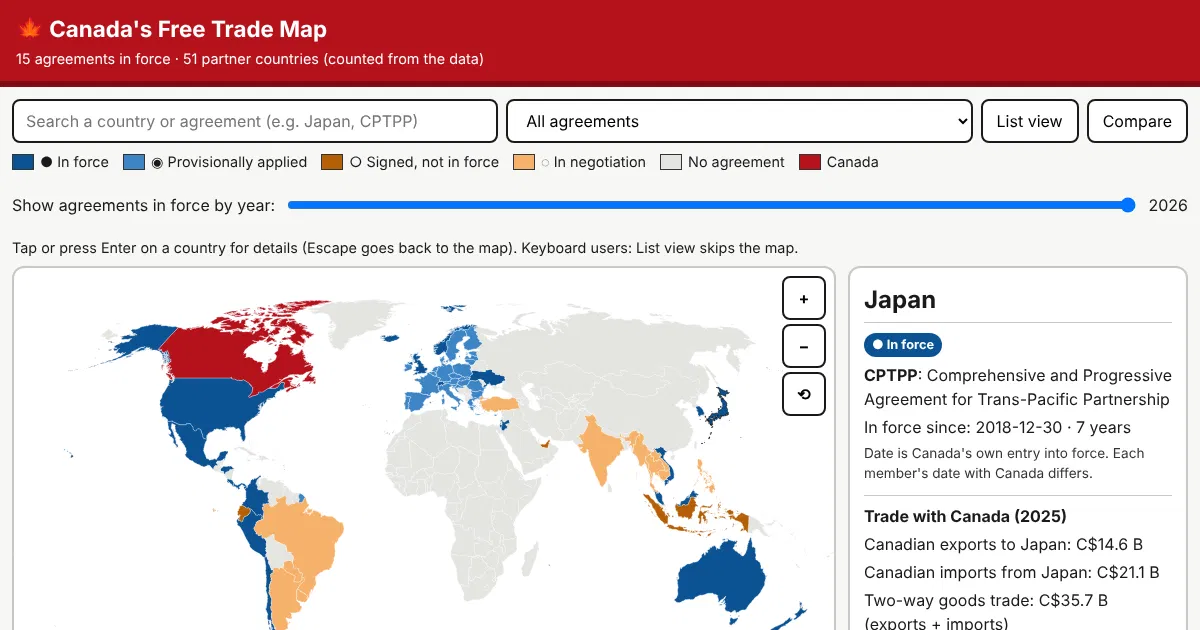 🍁 Canada's Free Trade Map
15 agreements in force · 51 partner countries (counted from the data)
Search a country or agreement (e.g. Japan, CPTPP)
All agreements
List view
Compare
● In force
◉ Provisionally applied
○ Signed, not in force
◌ In negotiation
No agreement
Canada
Show agreements in force by year:
2026
Tap or press Enter on a country for details (Escape goes back to the map). Keyboard users: List view skips the map.
+
−
⟲
Japan
● In force
CPTPP: Comprehensive and Progressive
Agreement for Trans-Pacific Partnership
In force since: 2018-12-30 · 7 years
Date is Canada's own entry into force. Each
member's date with Canada differs.
Trade with Canada (2025)
Canadian exports to Japan: C$14.6 B
Canadian imports from Japan: C$21.1 B
Two-way goods trade: C$35.7 B
(exports + imports)